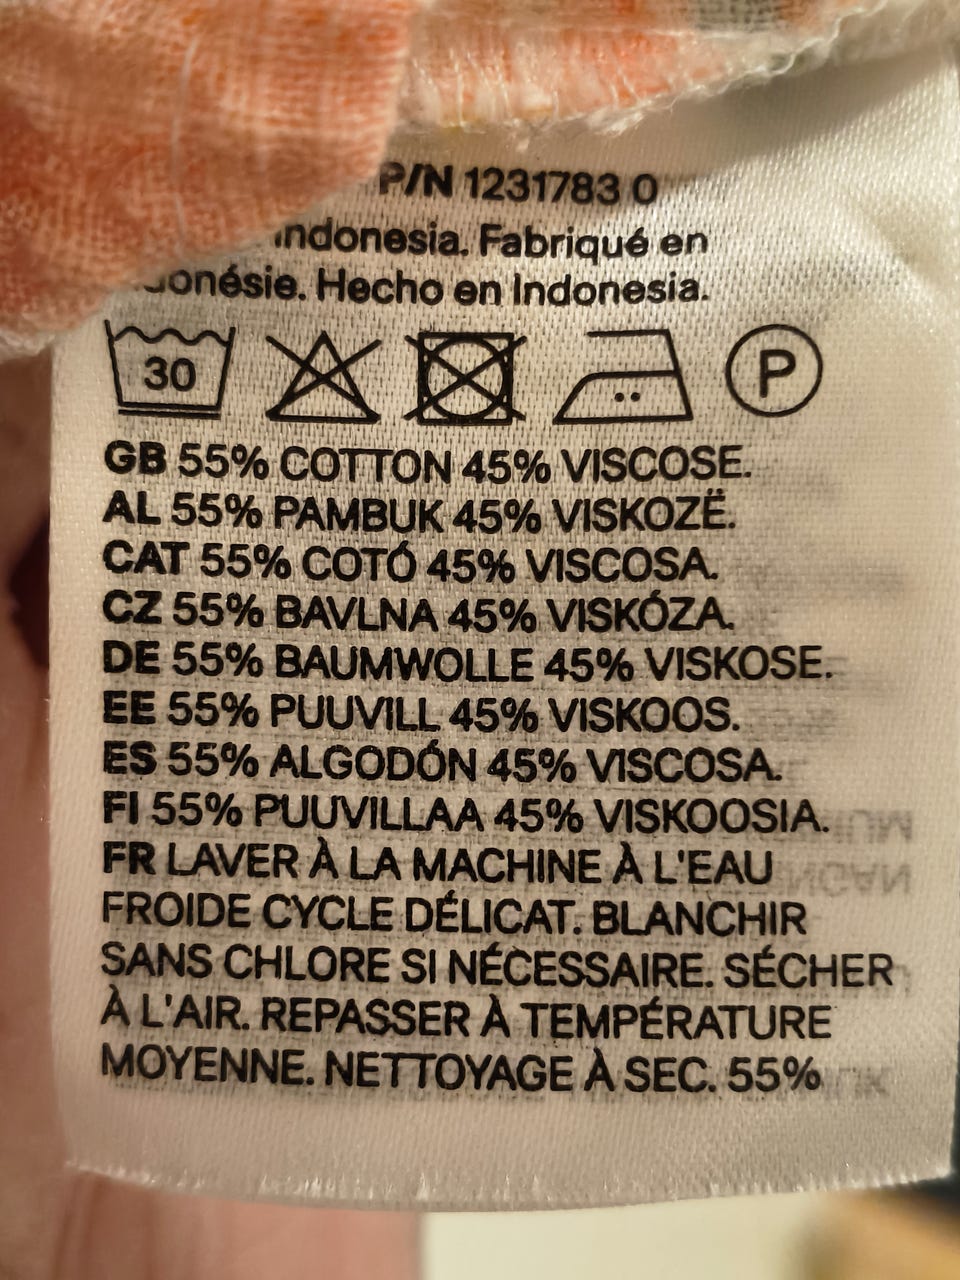 P/N 1231783 0
Indonesia. Fabriqué en
Hecho en Indonesia.
30 P
GB 55% COTTON 45% VISCOSE.
AL 55% PAMBUK 45% VISKOZË.
CAT 55% COTÓ 45% VISCOSA.
CZ 55% BAVLNA 45% VISKÓZA.
DE 55% BAUMWOLLE 45% VISKOSE.
EE 55% PUUVILL 45% VISKOOS.
ES 55% ALGODÓN 45% VISCOSA.
FI 55% PUUVILLAA 45% VISKOOSIA.
FR LAVER À LA MACHINE À L'EAU
FROIDE CYCLE DÉLICAT. BLANCHIR
SANS CHLORE SI NÉCESSAIRE. SÉCHER
À L'AIR. REPASSER À TEMPÉRATURE
MOYENNE. NETTOYAGE À SEC. 55%